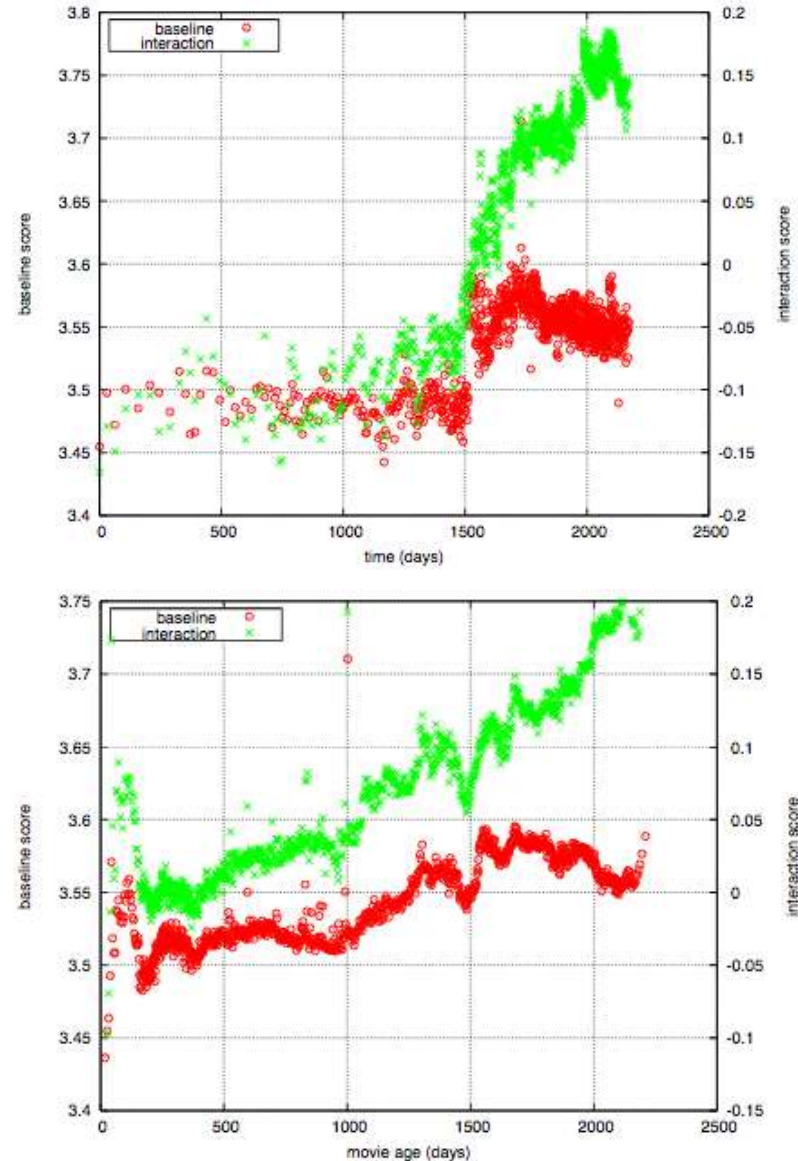 baseline
interaction
3.8
3.75
3.7
3.65
3.6
3.55
3.5
3.45
3.4
baseline score
0.2
0.15
0.1
0.05
0
-0.05
-0.1
-0.15
-0.2
interaction score
0 500 1000 1500 2000 2500
time (days)
baseline
interaction
3.75
3.7
3.65
3.6
3.55
3.5
3.45
3.4
baseline score
0.2
0.15
0.1
0.05
0
-0.05
-0.1
-0.15
interaction score
0 500 1000 1500 2000 2500
movie age (days)